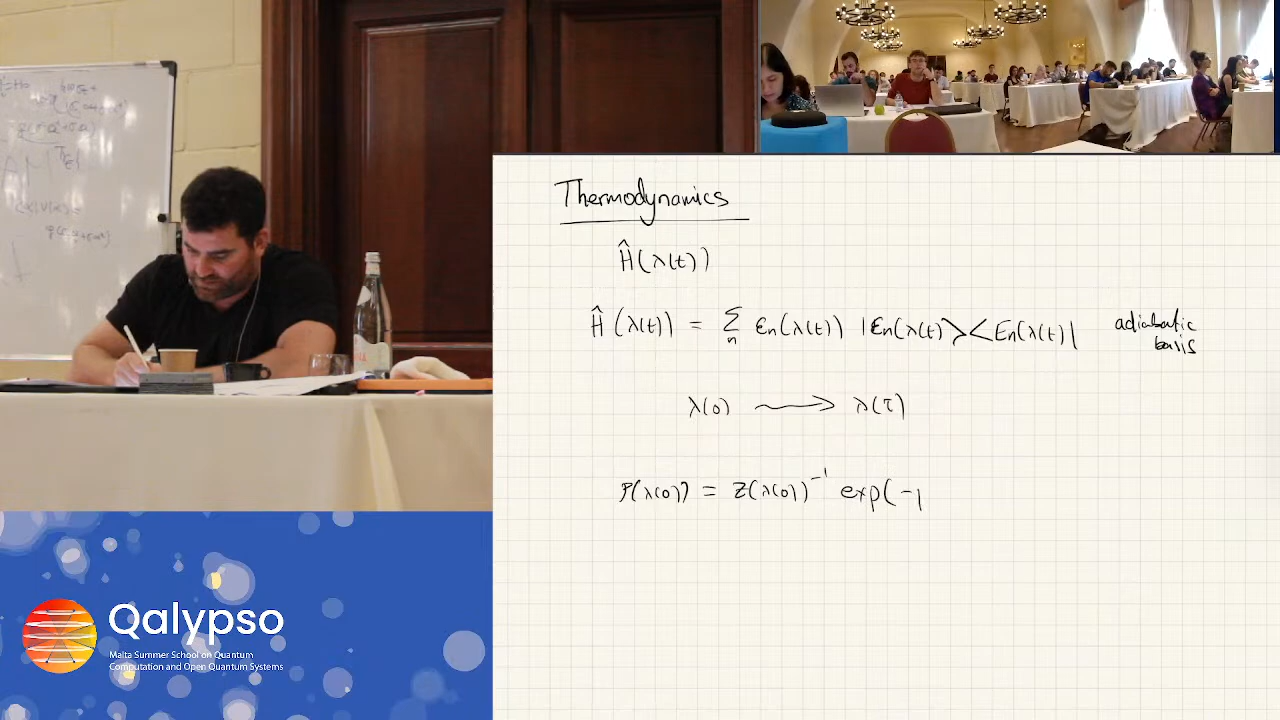 Thermodynamics
Ĥ(λ(t))
Ĥ(λ(t)) = Σn εn(λ(t)) |εn(λ(t)><εn(λ(t)| adiabatic basis
λ(0) ⟶ λ(τ)
ρ(λ(0)) = Z(λ(0))⁻¹ exp(-
Qalypso
Malta Summer School on Quantum
Computation and Open Quantum Systems